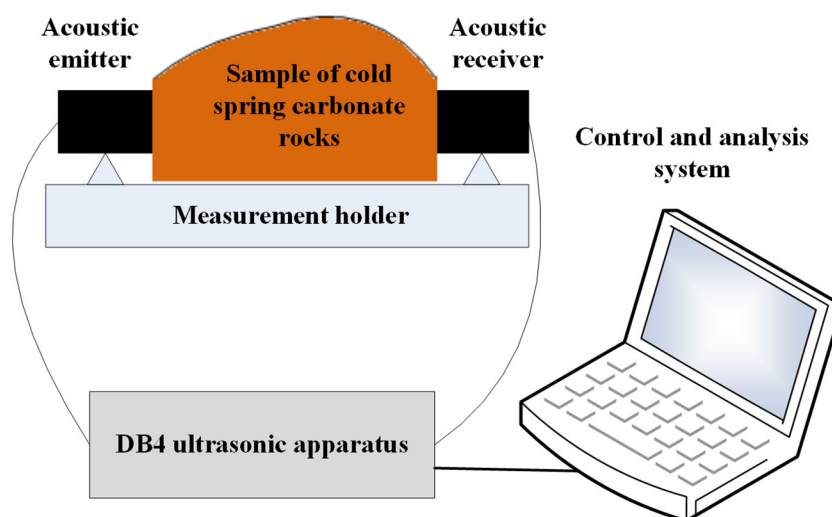 Acoustic
emitter
Sample of cold
spring carbonate
rocks
Acoustic
receiver
Control and analysis
system
Measurement holder
DB4 ultrasonic apparatus